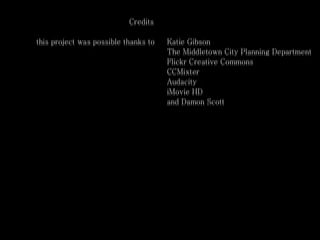 Credits
this project was possible thanks to Katie Gibson
The Middletown City Planning Department
Flickr Creative Commons
CCMixter
Audacity
iMovie HD
and Damon Scott